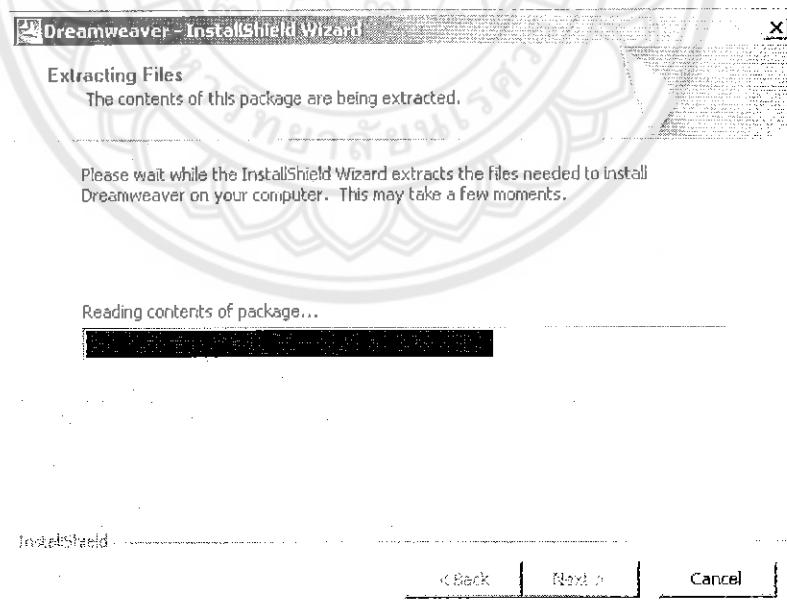 Dreamweaver - InstallShield Wizard
Extracting Files
The contents of this package are being extracted.
Please wait while the InstallShield Wizard extracts the files needed to install
Dreamweaver on your computer. This may take a few moments.
Reading contents of package...
InstallShield
< Back Next > Cancel